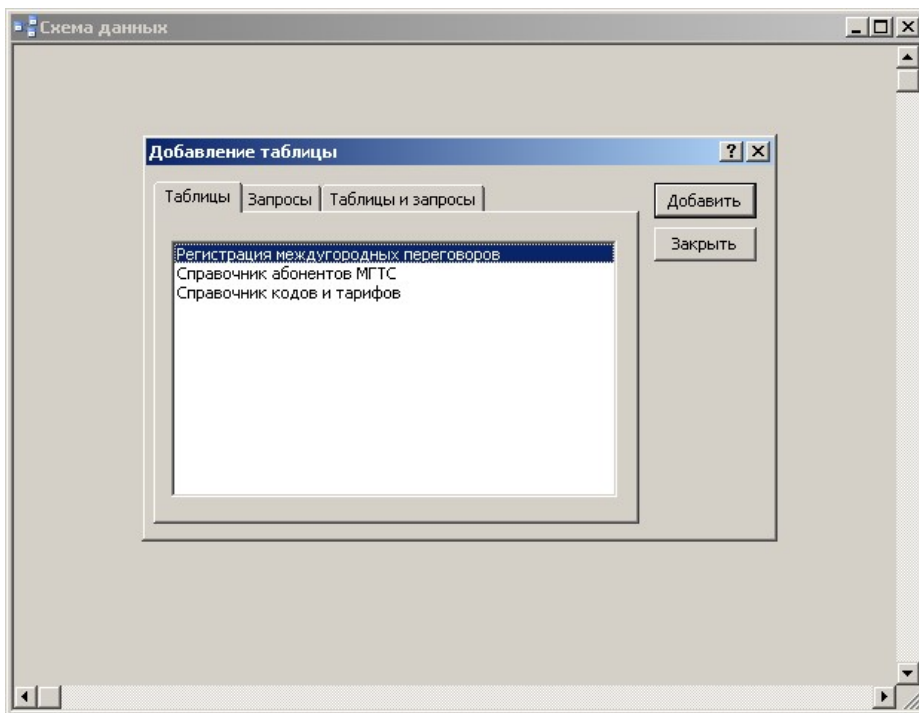 Схема данных
Добавление таблицы
Таблицы Запросы Таблицы и запросы
Добавить
Закрыть
Регистрация междугородных переговоров
Справочник абонентов МГТС
Справочник кодов и тарифов